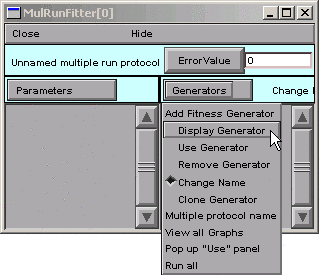 MulRunFitter[0]
Close Hide
Unnamed multiple run protocol ErrorValue 0
Parameters Generators Change
Add Fitness Generator
Display Generator
Use Generator
Remove Generator
Change Name
Clone Generator
Multiple protocol name
View all Graphs
Pop up "Use" panel
Run all